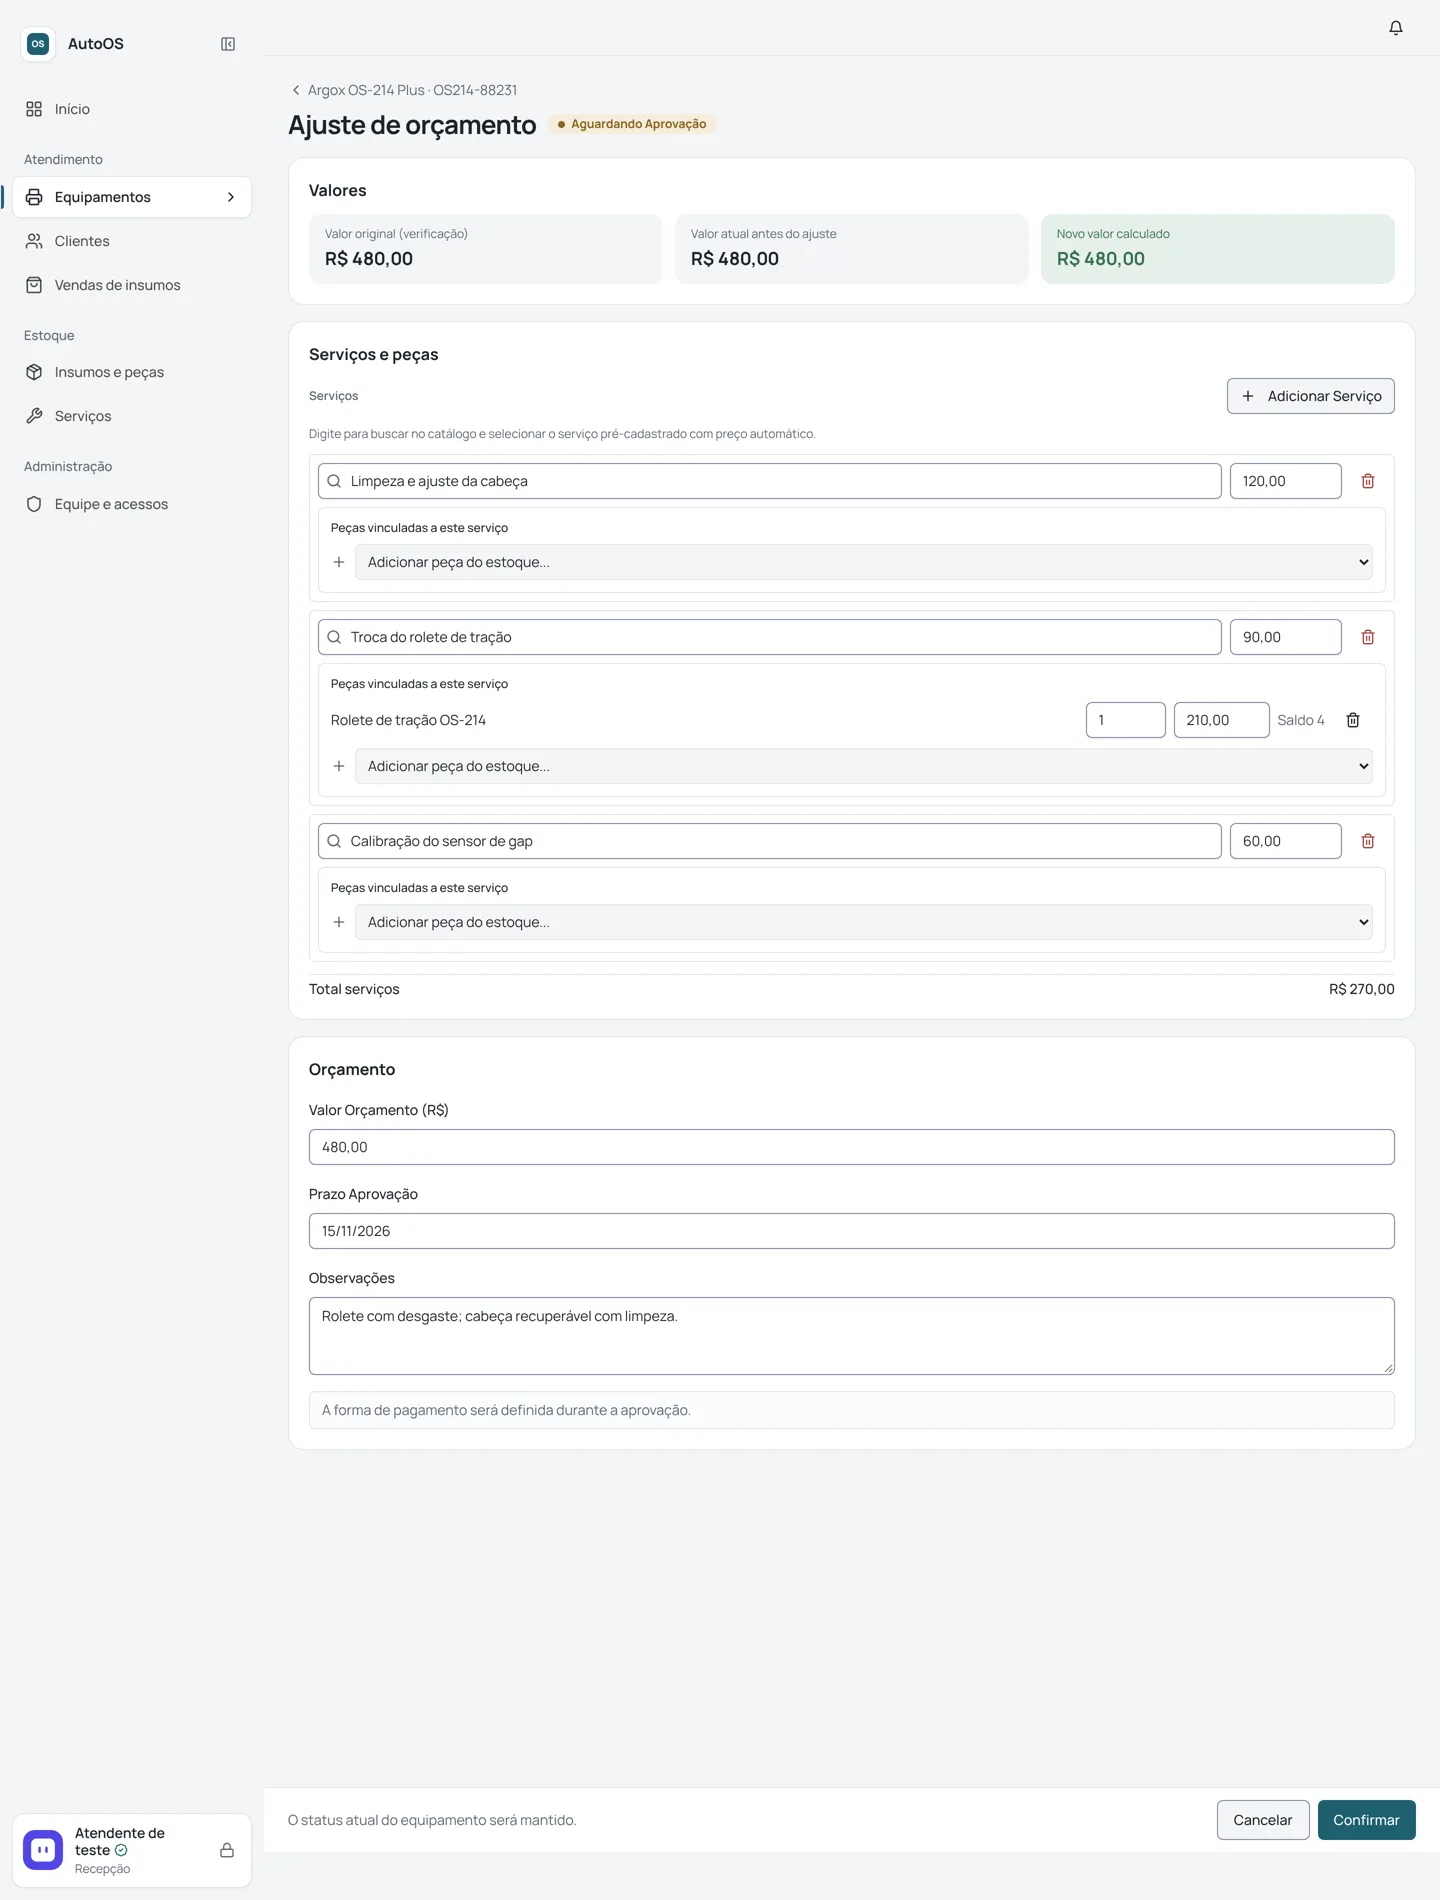 OS
AutoOS
Início
Atendimento
Equipamentos
Clientes
Vendas de insumos
Estoque
Insumos e peças
Serviços
Administração
Equipe e acessos
Atendente de
teste
Recepção
Argox OS-214 Plus · OS214-88231
Ajuste de orçamento
Aguardando Aprovação
Valores
Valor original (verificação)
R$ 480,00
Valor atual antes do ajuste
R$ 480,00
Novo valor calculado
R$ 480,00
Serviços e peças
Serviços
Adicionar Serviço
Digite para buscar no catálogo e selecionar o serviço pré-cadastrado com preço automático.
Limpeza e ajuste da cabeça 120,00
Peças vinculadas a este serviço
Adicionar peça do estoque...
Troca do rolete de tração 90,00
Peças vinculadas a este serviço
Rolete de tração OS-214 1 210,00 Saldo 4
Adicionar peça do estoque...
Calibração do sensor de gap 60,00
Peças vinculadas a este serviço
Adicionar peça do estoque...
Total serviços R$ 270,00
Orçamento
Valor Orçamento (R$)
480,00
Prazo Aprovação
15/11/2026
Observações
Rolete com desgaste; cabeça recuperável com limpeza.
A forma de pagamento será definida durante a aprovação.
O status atual do equipamento será mantido.
Cancelar
Confirmar